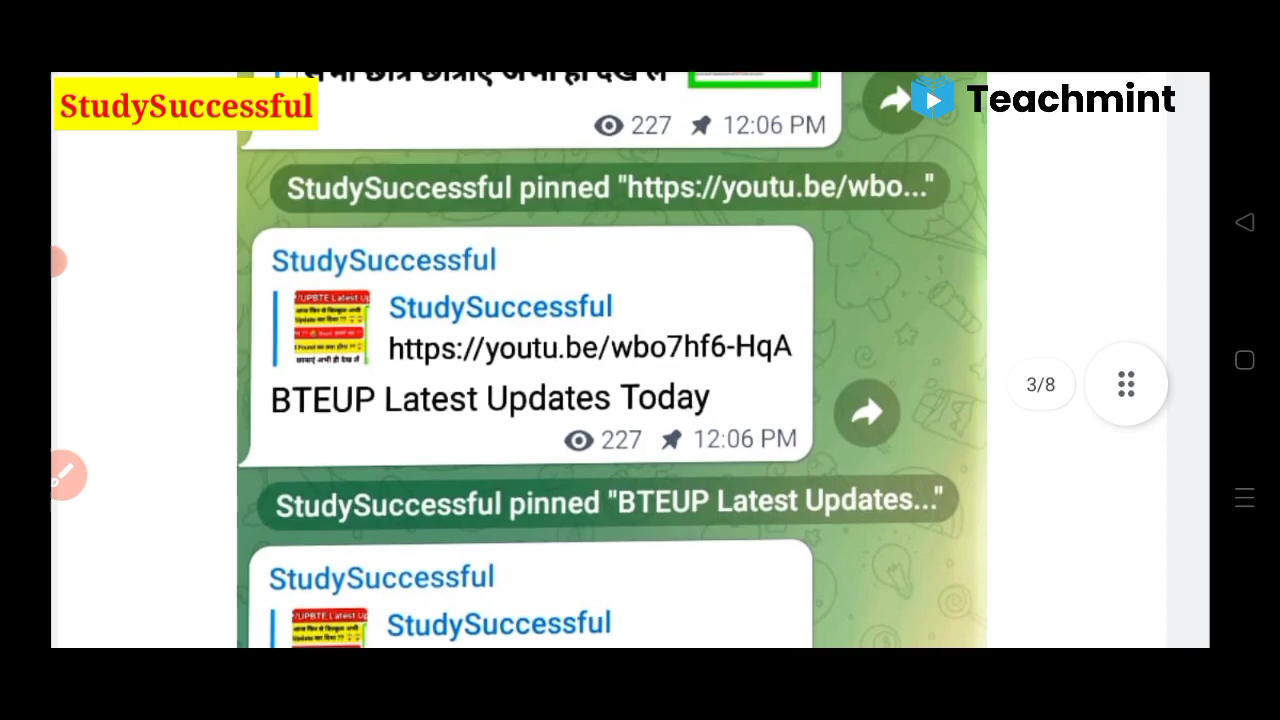 StudySuccessful
Teachmint
227 12:06 PM
StudySuccessful pinned "https://youtu.be/wbo..."
StudySuccessful
StudySuccessful
https://youtu.be/wbo7hf6-HqA
BTEUP Latest Updates Today
227 12:06 PM
3/8
StudySuccessful pinned "BTEUP Latest Updates..."
StudySuccessful
StudySuccessful